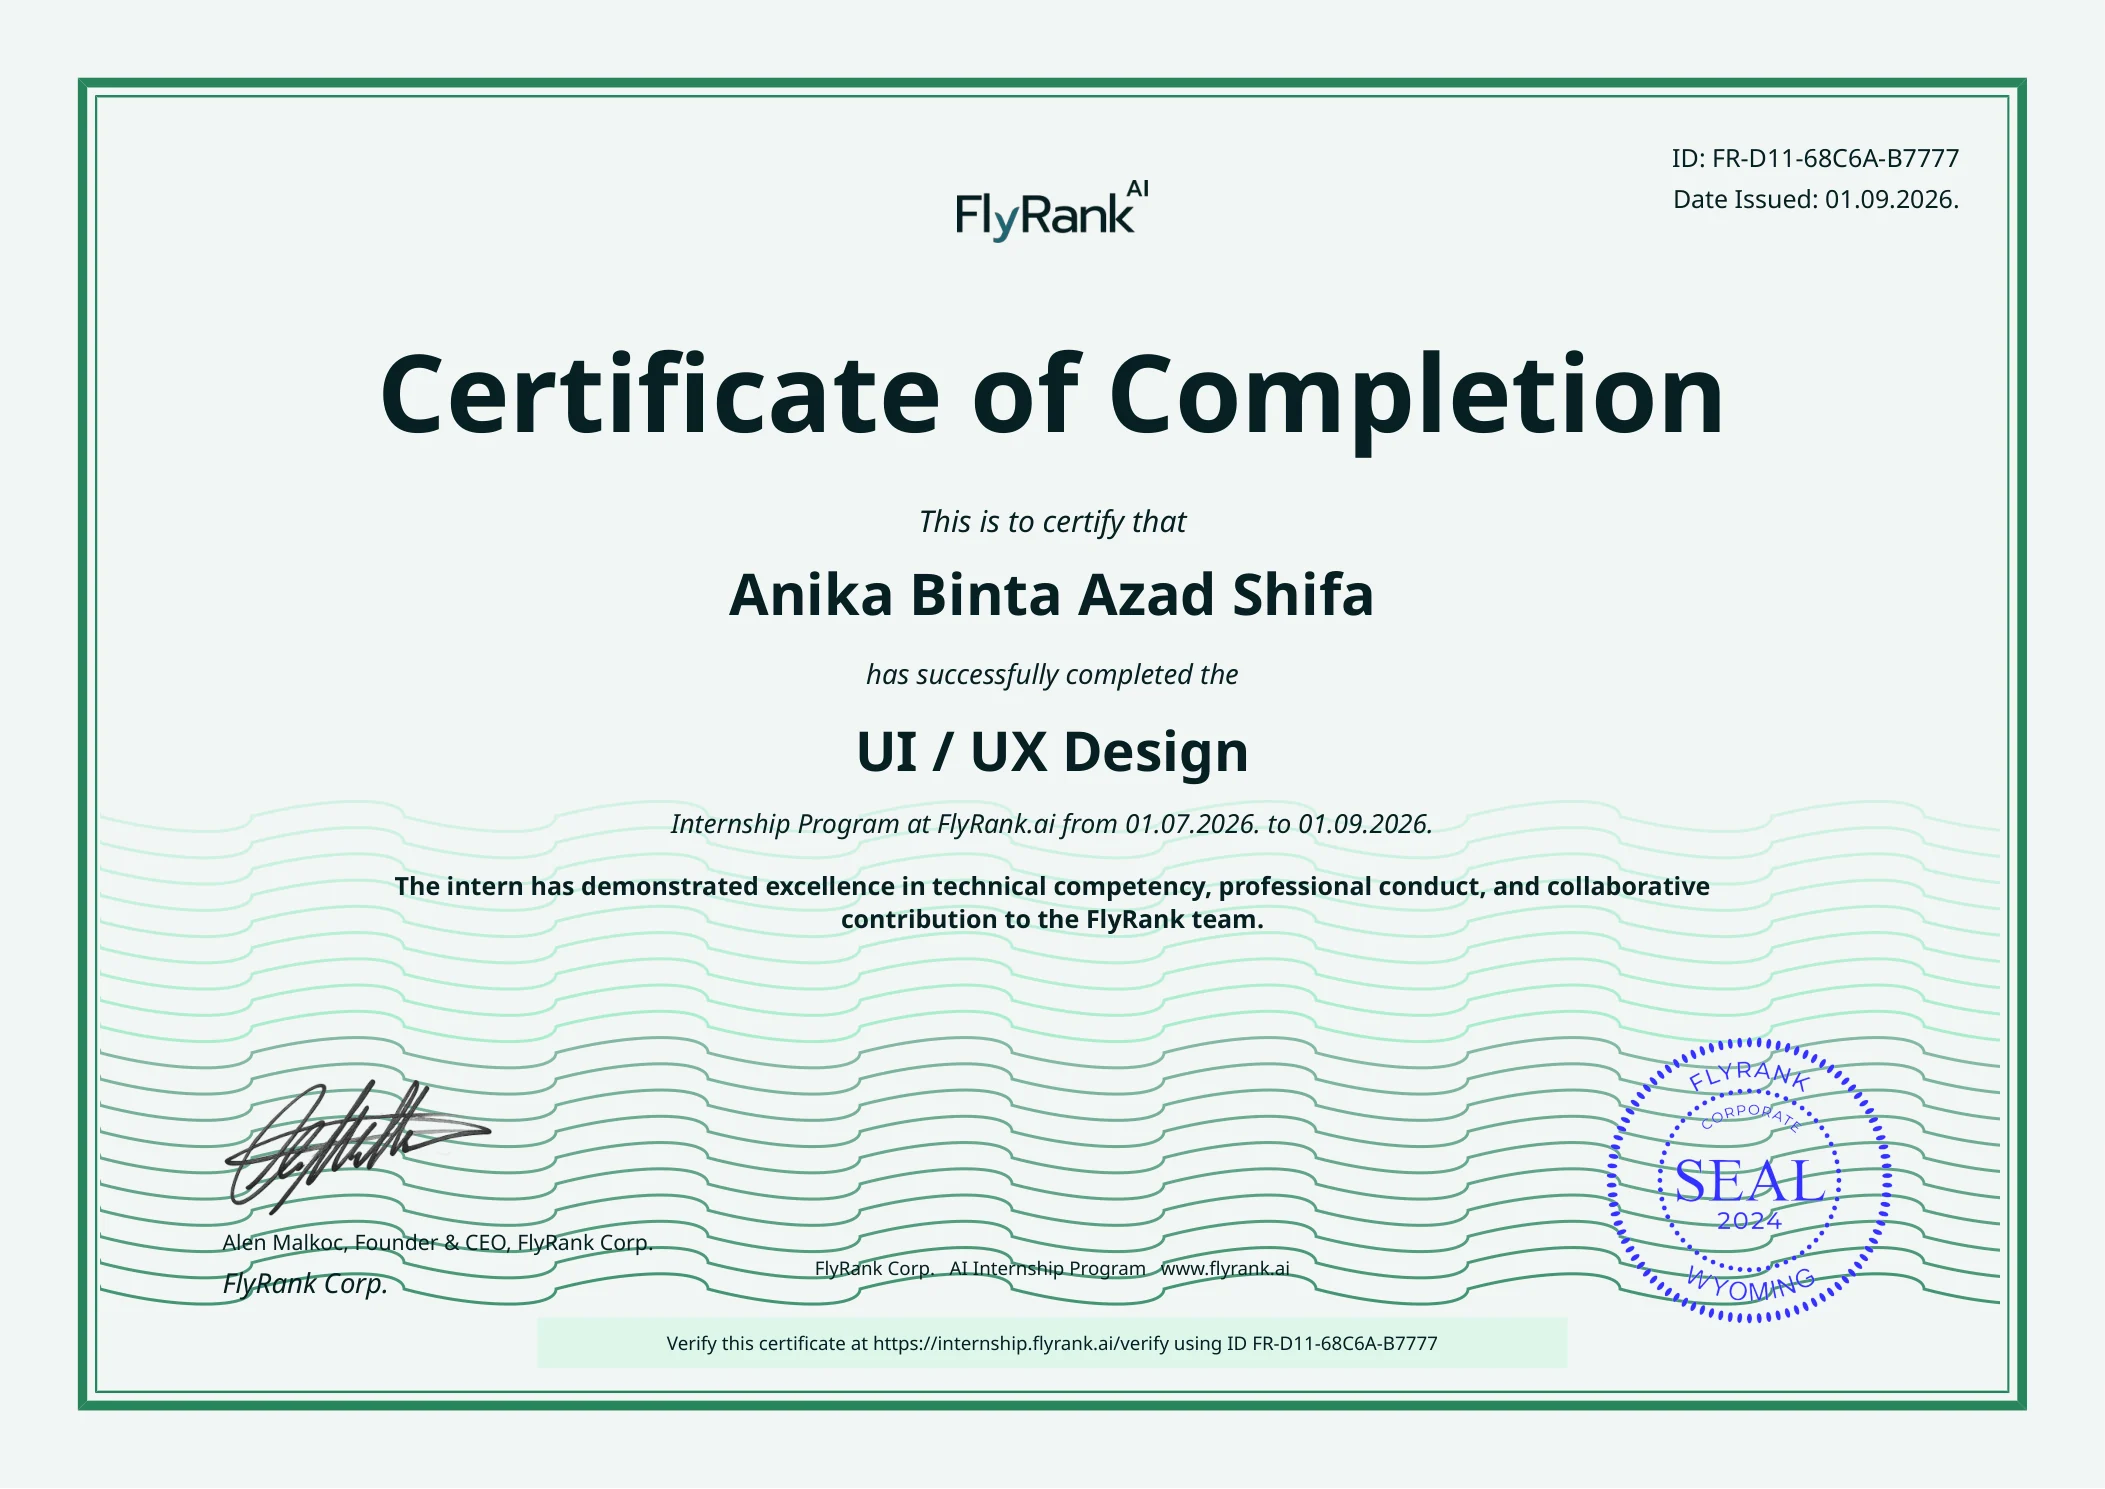 ID: FR-D11-68C6A-B7777
Date Issued: 01.09.2026.
FlyRank AI
Certificate of Completion
This is to certify that
Anika Binta Azad Shifa
has successfully completed the
UI / UX Design
Internship Program at FlyRank.ai from 01.07.2026. to 01.09.2026.
The intern has demonstrated excellence in technical competency, professional conduct, and collaborative
contribution to the FlyRank team.
FLYRANK
CORPORATE
SEAL
2024
WYOMING
Alen Malkoc, Founder & CEO, FlyRank Corp.
FlyRank Corp.
FlyRank Corp. AI Internship Program www.flyrank.ai
Verify this certificate at https://internship.flyrank.ai/verify using ID FR-D11-68C6A-B7777